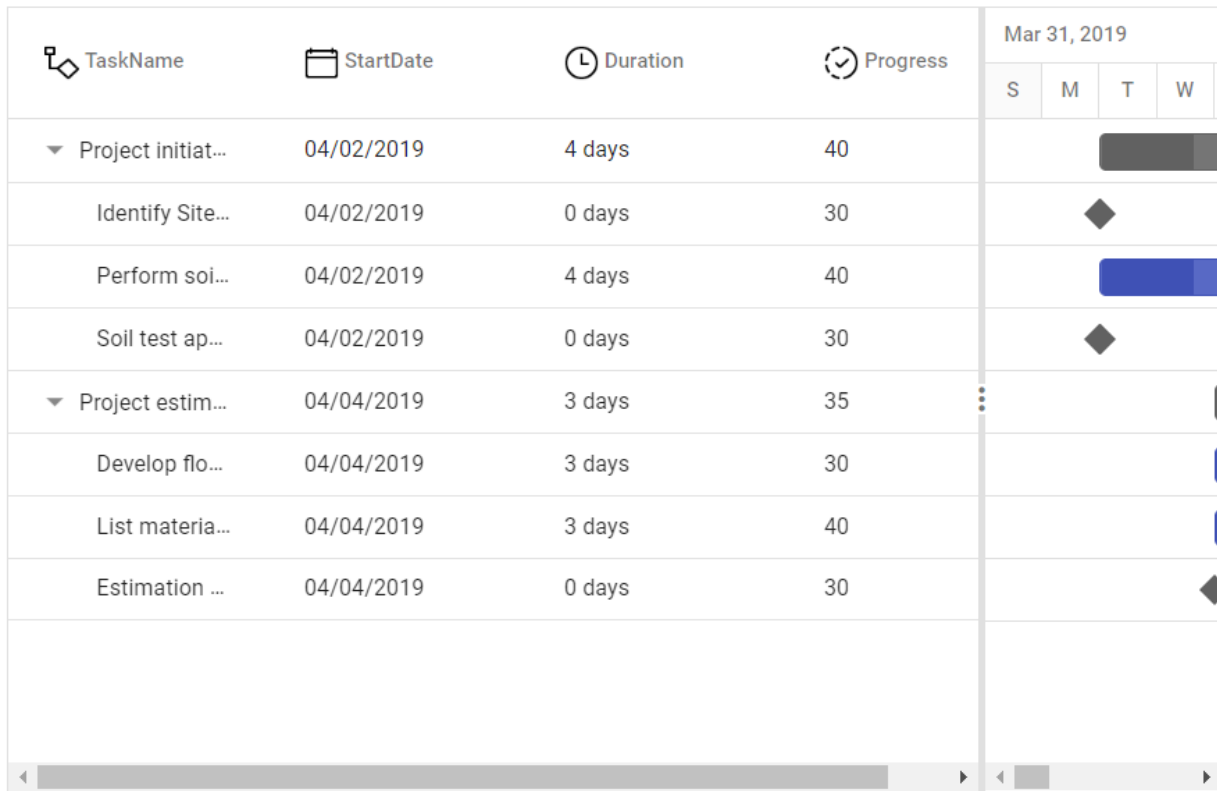 TaskName StartDate Duration Progress Mar 31, 2019
S M T W
Project initiat... 04/02/2019 4 days 40
Identify Site... 04/02/2019 0 days 30
Perform soi... 04/02/2019 4 days 40
Soil test ap... 04/02/2019 0 days 30
Project estim... 04/04/2019 3 days 35
Develop flo... 04/04/2019 3 days 30
List materia... 04/04/2019 3 days 40
Estimation ... 04/04/2019 0 days 30